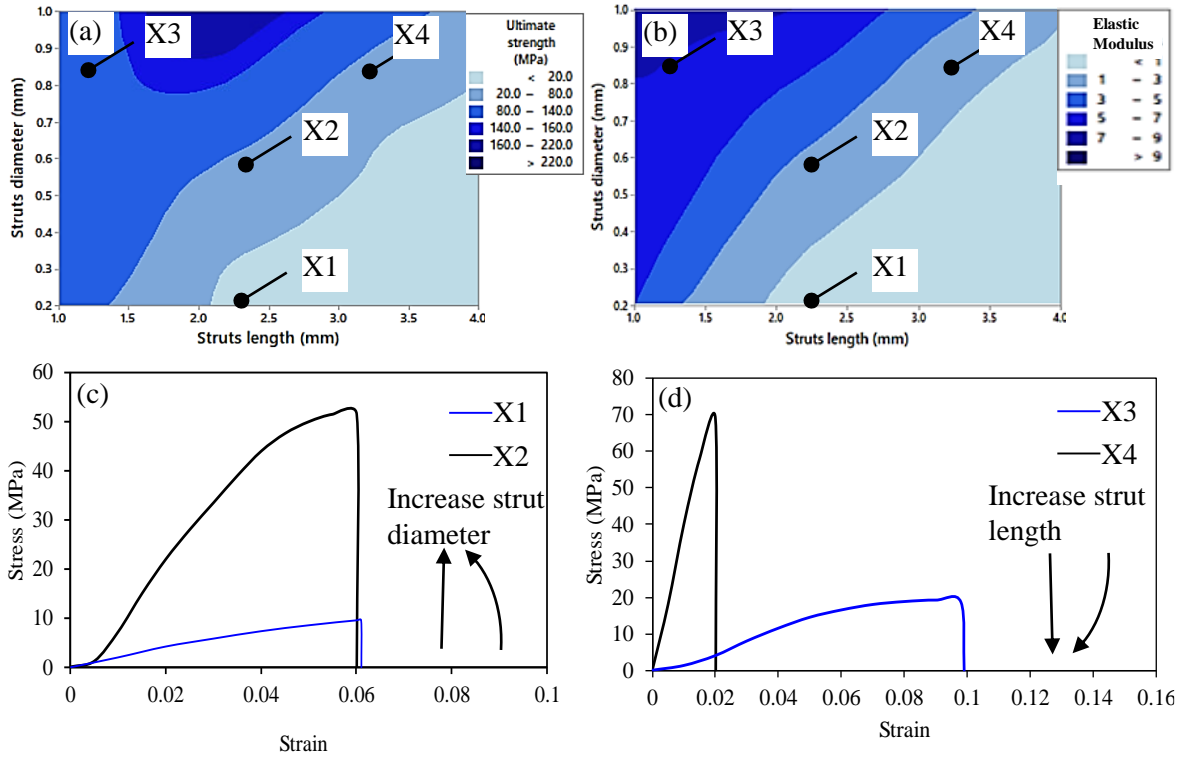 (a)
X3
X4
X2
X1
Struts diameter (mm)
1.0
0.9
0.8
0.7
0.6
0.5
0.4
0.3
0.2
1.0
1.5
2.0
2.5
3.0
3.5
4.0
Struts length (mm)
Ultimate
strength
(MPa)
< 20.0
20.0 – 80.0
80.0 – 140.0
140.0 – 160.0
160.0 – 220.0
> 220.0
(b)
X3
X4
X2
X1
Struts diameter (mm)
1.0
0.9
0.8
0.7
0.6
0.5
0.4
0.3
0.2
1.0
1.5
2.0
2.5
3.0
3.5
4.0
Struts length (mm)
Elastic
Modulus
1 – 3
3 – 5
5 – 7
7 – 9
> 9
(c)
X1
X2
Increase strut
diameter
Stress (MPa)
60
50
40
30
20
10
0
0
0.02
0.04
0.06
0.08
0.1
Strain
(d)
X3
X4
Increase strut
length
Stress (MPa)
80
70
60
50
40
30
20
10
0
0
0.02
0.04
0.06
0.08
0.1
0.12
0.14
0.16
Strain